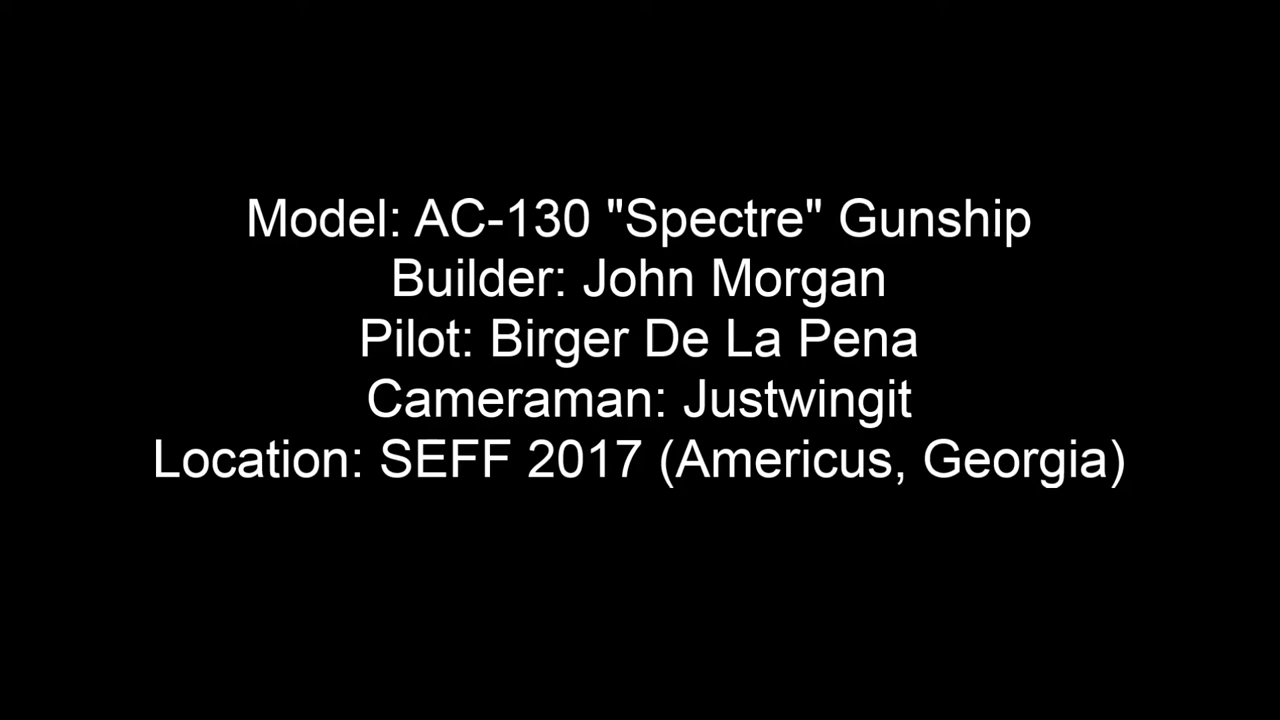 Model: AC-130 "Spectre" Gunship
Builder: John Morgan
Pilot: Birger De La Pena
Cameraman: Justwingit
Location: SEFF 2017 (Americus, Georgia)